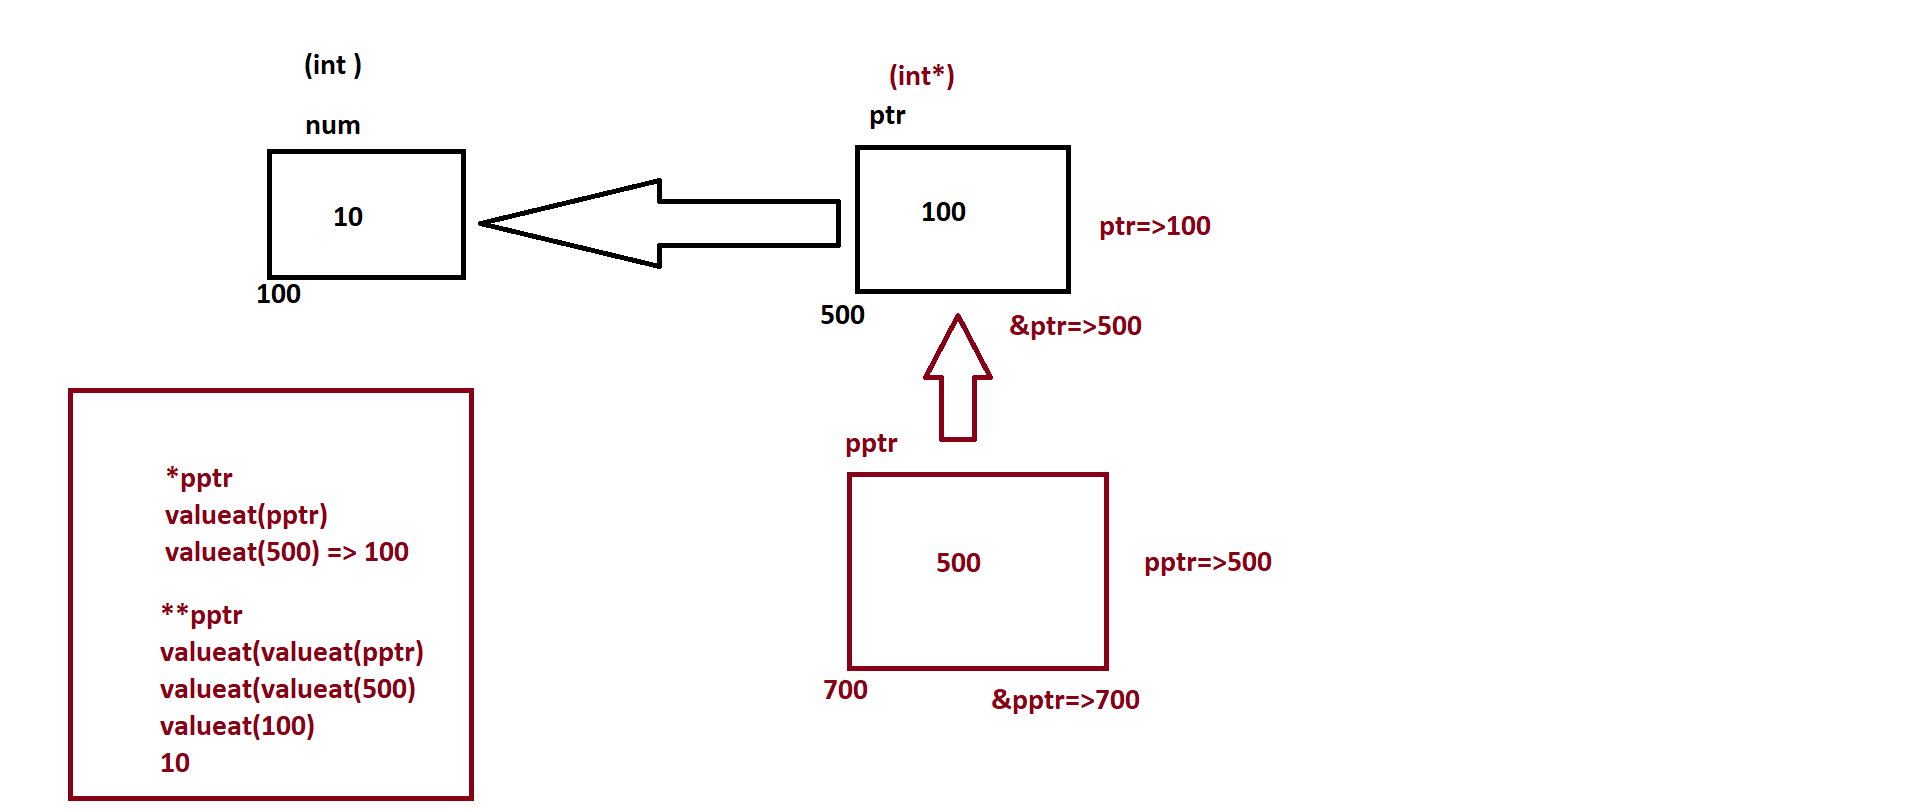 (int )
num
10
100
(int*)
ptr
100
ptr=>100
500
&ptr=>500
pptr
500
pptr=>500
700
&pptr=>700
*pptr
valueat(pptr)
valueat(500) => 100
**pptr
valueat(valueat(pptr)
valueat(valueat(500)
valueat(100)
10